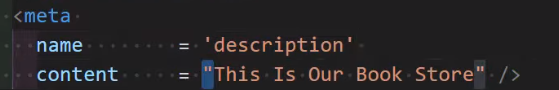 <meta
name = 'description'
content = "This Is Our Book Store" />